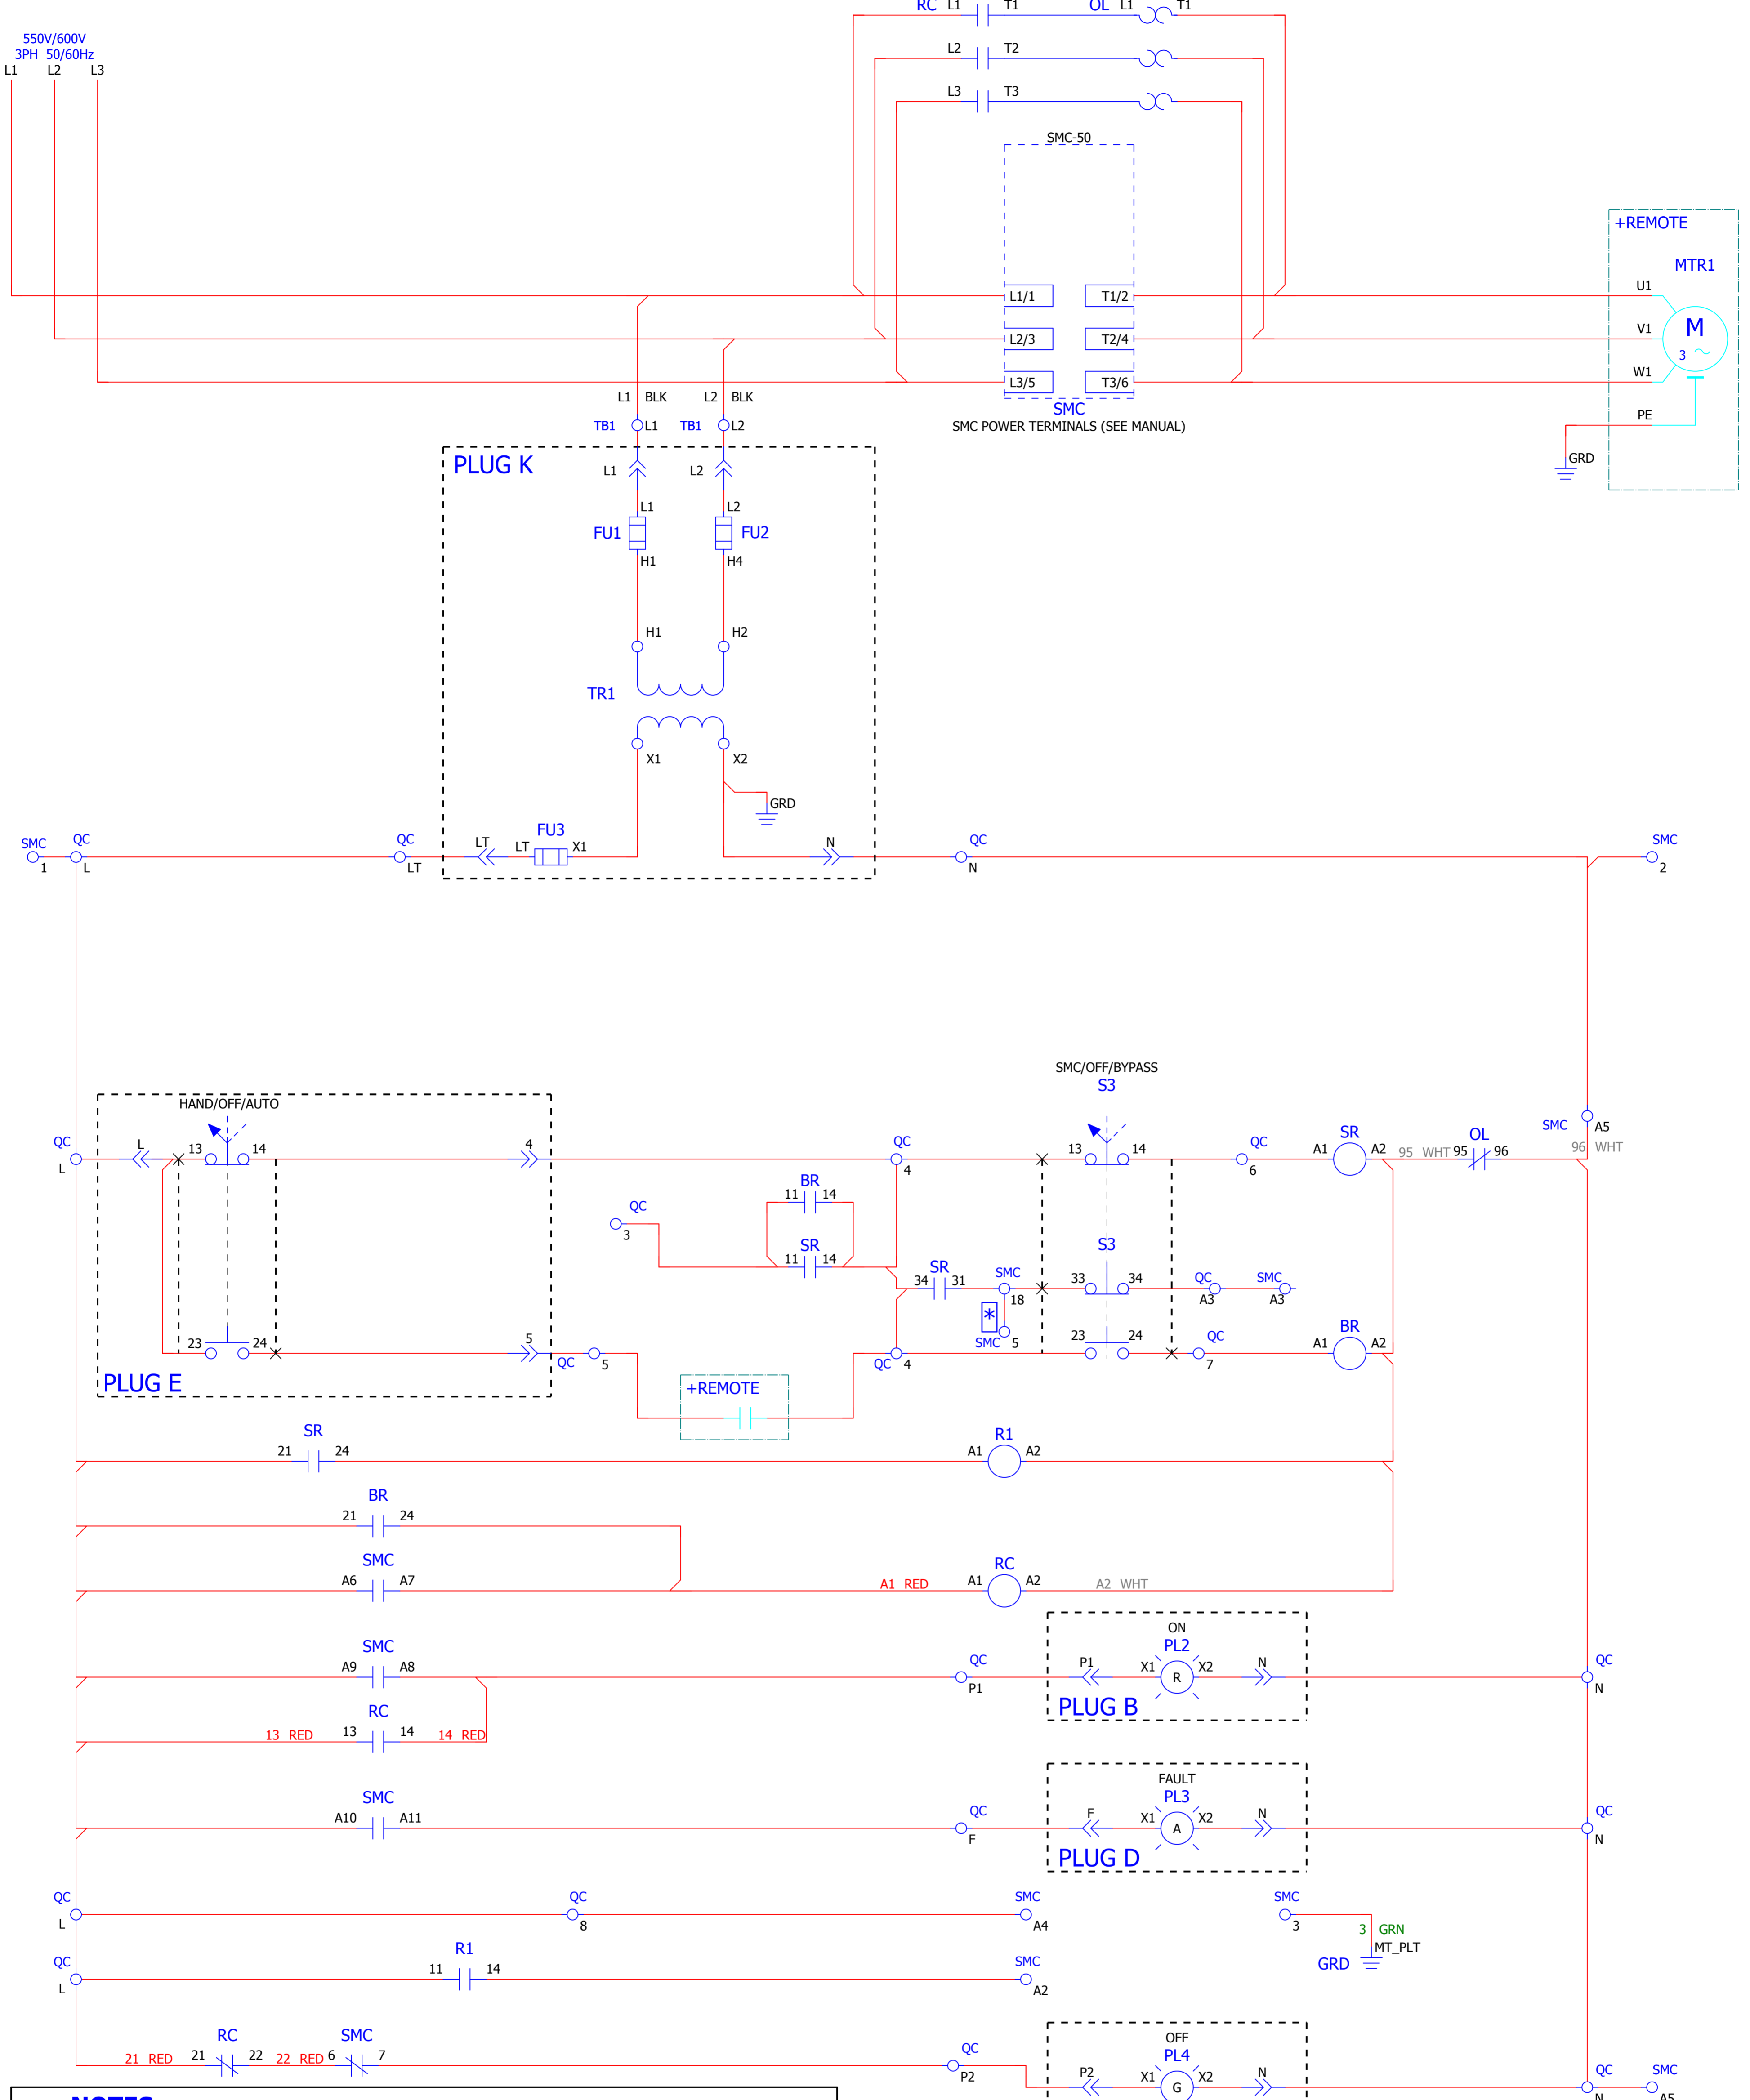 RC L1 T1 OL L1 T1
550V/600V
3PH 50/60Hz
L1 L2 L3
L2 T2
L3 T3
SMC-50
+REMOTE
MTR1
U1
L1/1 T1/2
V1 M
3
L2/3 T2/4
W1
L3/5 T3/6
L1 BLK L2 BLK
SMC
PE
TB1 L1 TB1 L2
SMC POWER TERMINALS (SEE MANUAL)
GRD
PLUG K
L1 L2
L1 L2
FU1 FU2
H1 H4
H1 H2
TR1
X1 X2
GRD
FU3
SMC QC QC LT LT X1 N QC SMC
1 L LT N 2
SMC/OFF/BYPASS
S3
HAND/OFF/AUTO
SMC A5
QC L 13 14 4 QC 13 14 QC SR OL
A1 A2 95 WHT 95 96 96 WHT
L 4 6
BR
11 14
QC
3
SR S3
11 14
SR
34 31 SMC 33 34 QC SMC
18 A3 A3
*
SMC 5
23 24 5 23 24 QC BR
A1 A2
QC 5 QC 4 7
PLUG E
+REMOTE
SR R1
21 24 A1 A2
BR
21 24
SMC RC
A6 A7 A1 RED A1 A2 A2 WHT
ON
SMC PL2
A9 A8 QC P1 X1 R X2 N QC
P1 N
RC PLUG B
13 RED 13 14 14 RED
FAULT
SMC PL3
A10 A11 QC F X1 A X2 N QC
F N
PLUG D
QC QC SMC SMC
L 8 A4 3
3 GRN
MT_PLT
GRD
QC R1 SMC
L 11 14 A2
OFF
RC SMC PL4
21 RED 21 22 22 RED 6 7 QC
P2
P2 X1 G X2 N QC SMC
N A5
NOTES